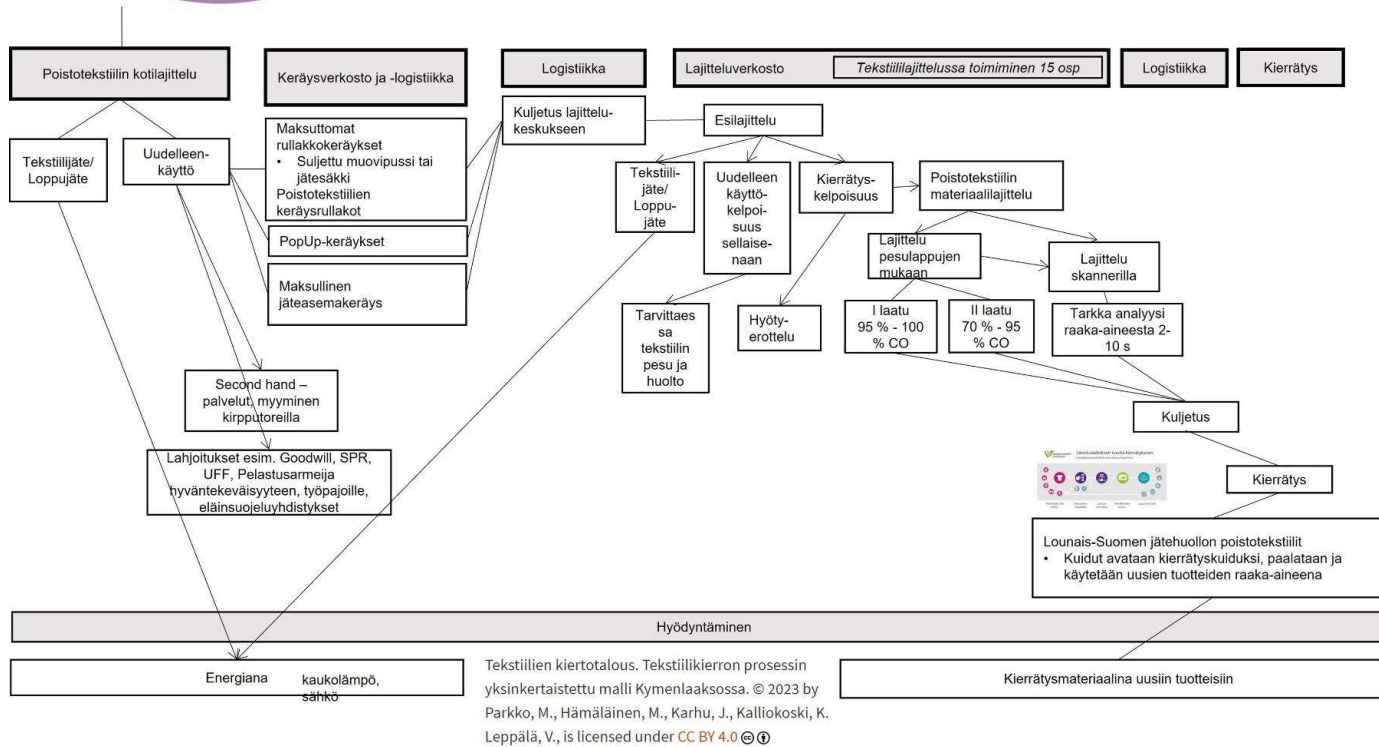 Poistotekstiilin kotilajittelu
Keräysverkosto ja -logistiikka
Logistiikka
Lajitteluverkosto
Tekstiililajittelussa toimiminen 15 osp
Logistiikka
Kierrätys
Tekstiilijäte/
Loppujäte
Uudelleen-
käyttö
Maksuttomat
rullakkokeräykset
• Suljettu muovipussi tai
jätesäkki
Poistotekstiilien
keräysrullakot
PopUp-keräykset
Maksullinen
jäteasemakeräys
Kuljetus lajittelu-
keskukseen
Esilajittelu
Tekstiili-
jäte/
Loppu-
jäte
Uudelleen
käyttö-
kelpoi-
suus
sellaise-
naan
Kierrätys-
kelpoisuus
Poistotekstiilin
materiaalilajittelu
Lajittelu
pesulappujen
mukaan
Lajittelu
skannerilla
Tarvittaes
sa
tekstiilin
pesu ja
huolto
Hyöty-
erottelu
I laatu
95 % - 100
% CO
II laatu
70 % - 95
% CO
Tarkka analyysi
raaka-aineesta 2-
10 s
Second hand –
palvelut, myyminen
kirpputoreilla
Lahjoitukset esim. Goodwill, SPR,
UFF, Pelastusarmeija
hyväntekeväisyyteen, työpajoille,
eläinsuojeluyhdistykset
Kuljetus
Kierrätys
Lounais-Suomen jätehuollon poistotekstiilit
• Kuidut avataan kierrätyskuiduksi, paalataan ja
käytetään uusien tuotteiden raaka-aineena
Hyödyntäminen
Energiana
kaukolämpö,
sähkö
Tekstiilien kiertotalous. Tekstiilikierron prosessin
yksinkertaistettu malli Kymenlaaksossa. © 2023 by
Parkko, M., Hämäläinen, M., Karhu, J., Kalliokoski, K.
Leppälä, V., is licensed under CC BY 4.0
Kierrätysmateriaalina uusiin tuotteisiin